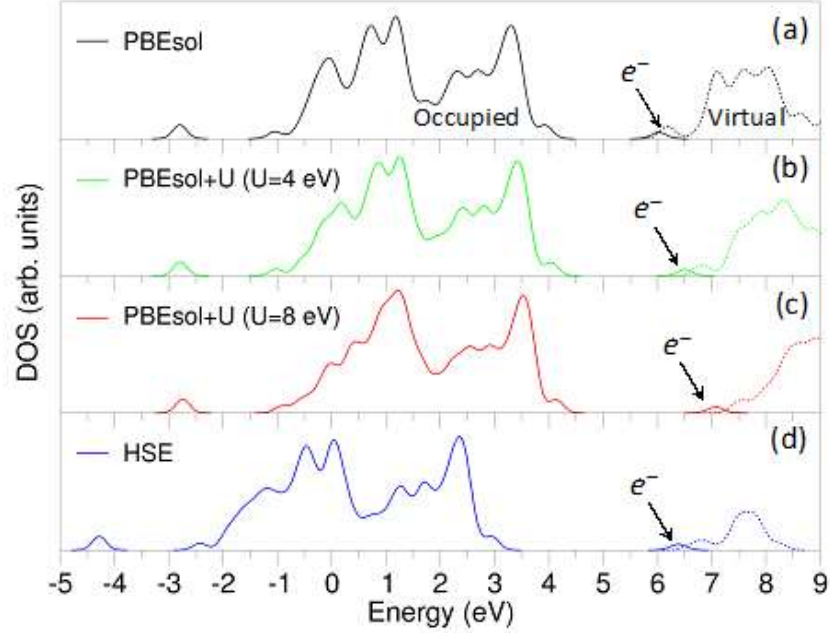 PBEsol
(a)
e⁻
Occupied
Virtual
PBEsol+U (U=4 eV)
(b)
e⁻
PBEsol+U (U=8 eV)
(c)
e⁻
HSE
(d)
e⁻
DOS (arb. units)
-5 -4 -3 -2 -1 0 1 2 3 4 5 6 7 8 9
Energy (eV)